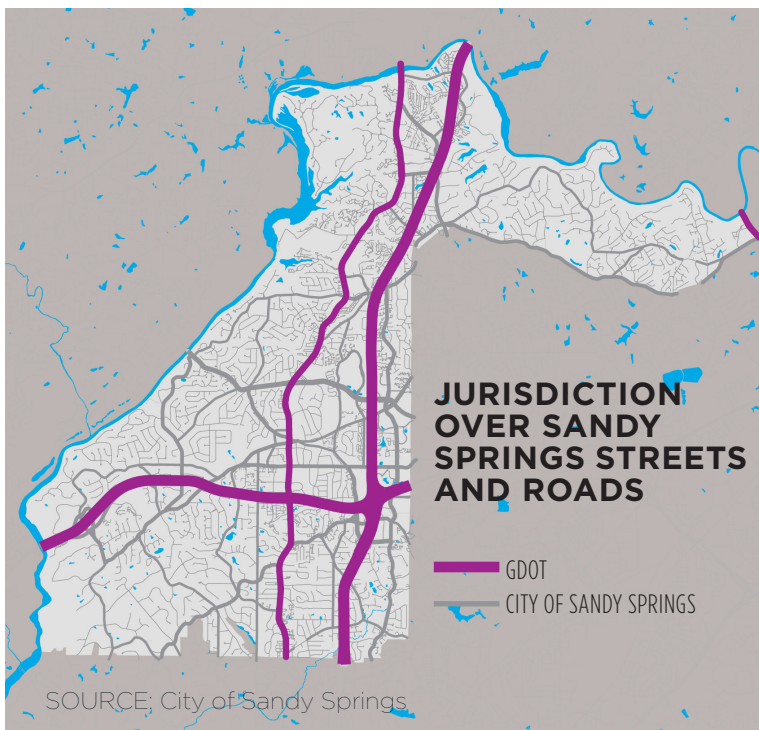 JURISDICTION
OVER SANDY
SPRINGS STREETS
AND ROADS
GDOT
CITY OF SANDY SPRINGS
SOURCE: City of Sandy Springs